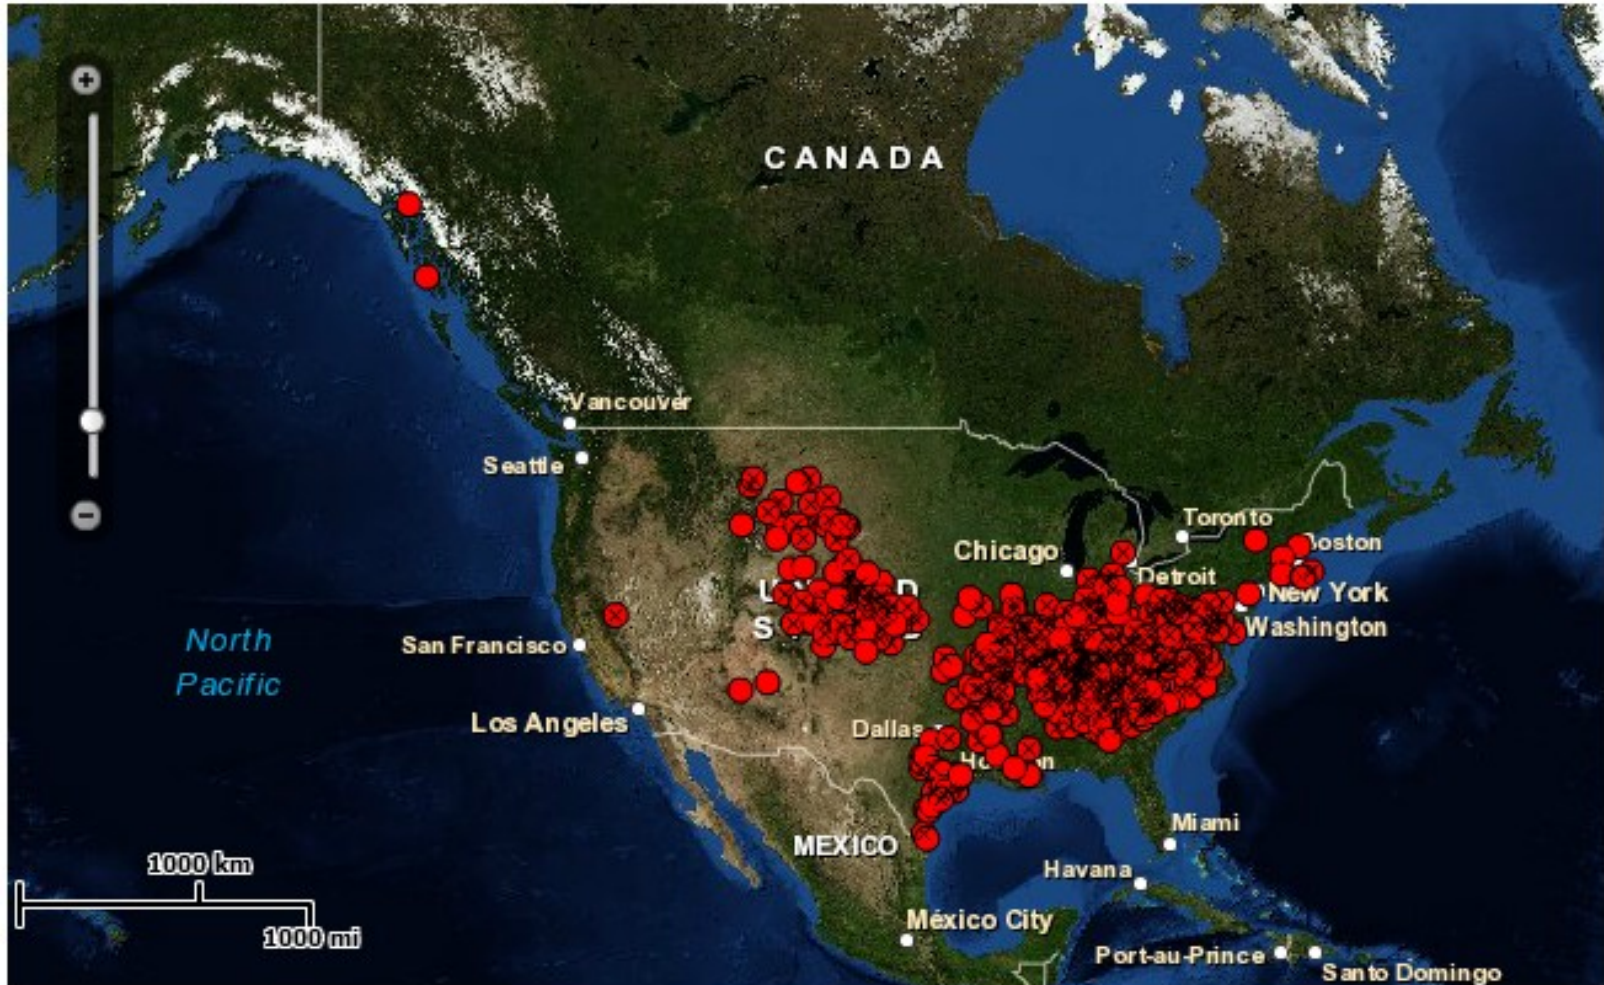 CANADA
Vancouver
Seattle
Toronto
Boston
Chicago
Detroit
New York
Washington
San Francisco
North
Pacific
Los Angeles
Dallas
MEXICO
Miami
Havana
México City
Port-au-Prince
Santo Domingo
1000 km
1000 mi
+
−